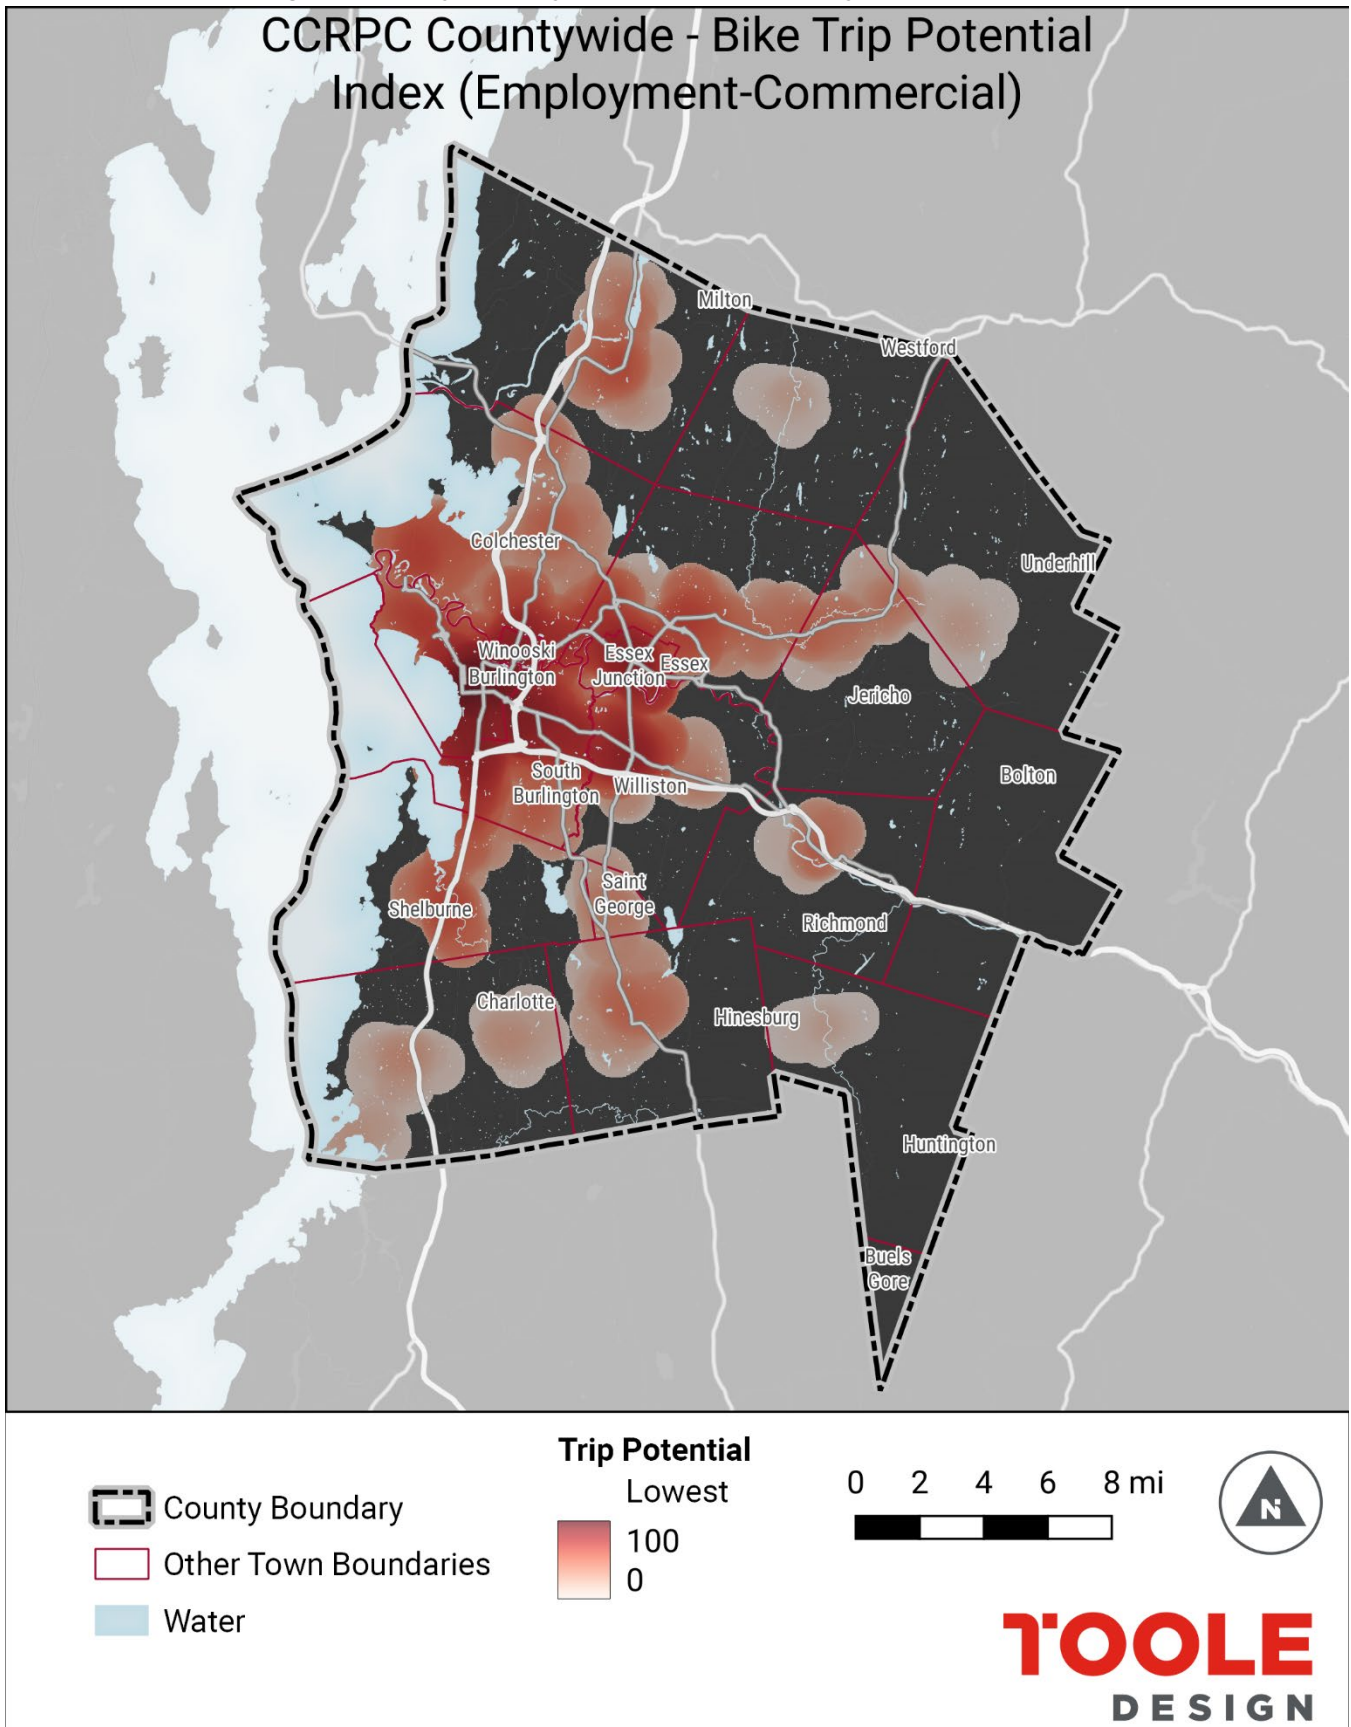 CCRPC Countywide - Bike Trip Potential
Index (Employment-Commercial)
Milton
Westford
Colchester
Underhill
Winooski
Burlington
Essex
Junction
Essex
Jericho
Bolton
South
Burlington
Williston
Saint
George
Shelburne
Richmond
Charlotte
Hinesburg
Huntington
Buels
Gore
Trip Potential
Lowest
100
0
County Boundary
Other Town Boundaries
Water
0 2 4 6 8 mi
N
TOOLE
DESIGN